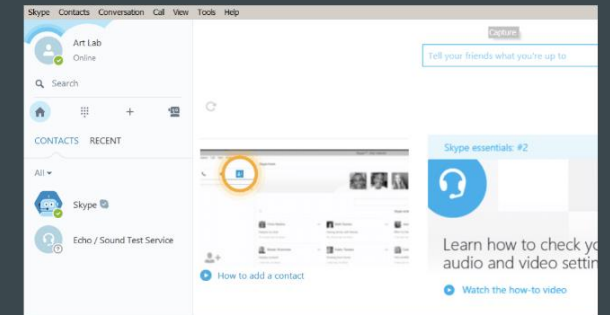 Skype Contacts Conversation Call View Tools Help
Capture
Art Lab
Online
Tell your friends what you're up to
Search
CONTACTS RECENT
All
Skype
Echo / Sound Test Service
How to add a contact
Skype essentials: #2
Learn how to check yo
audio and video settin
Watch the how-to video